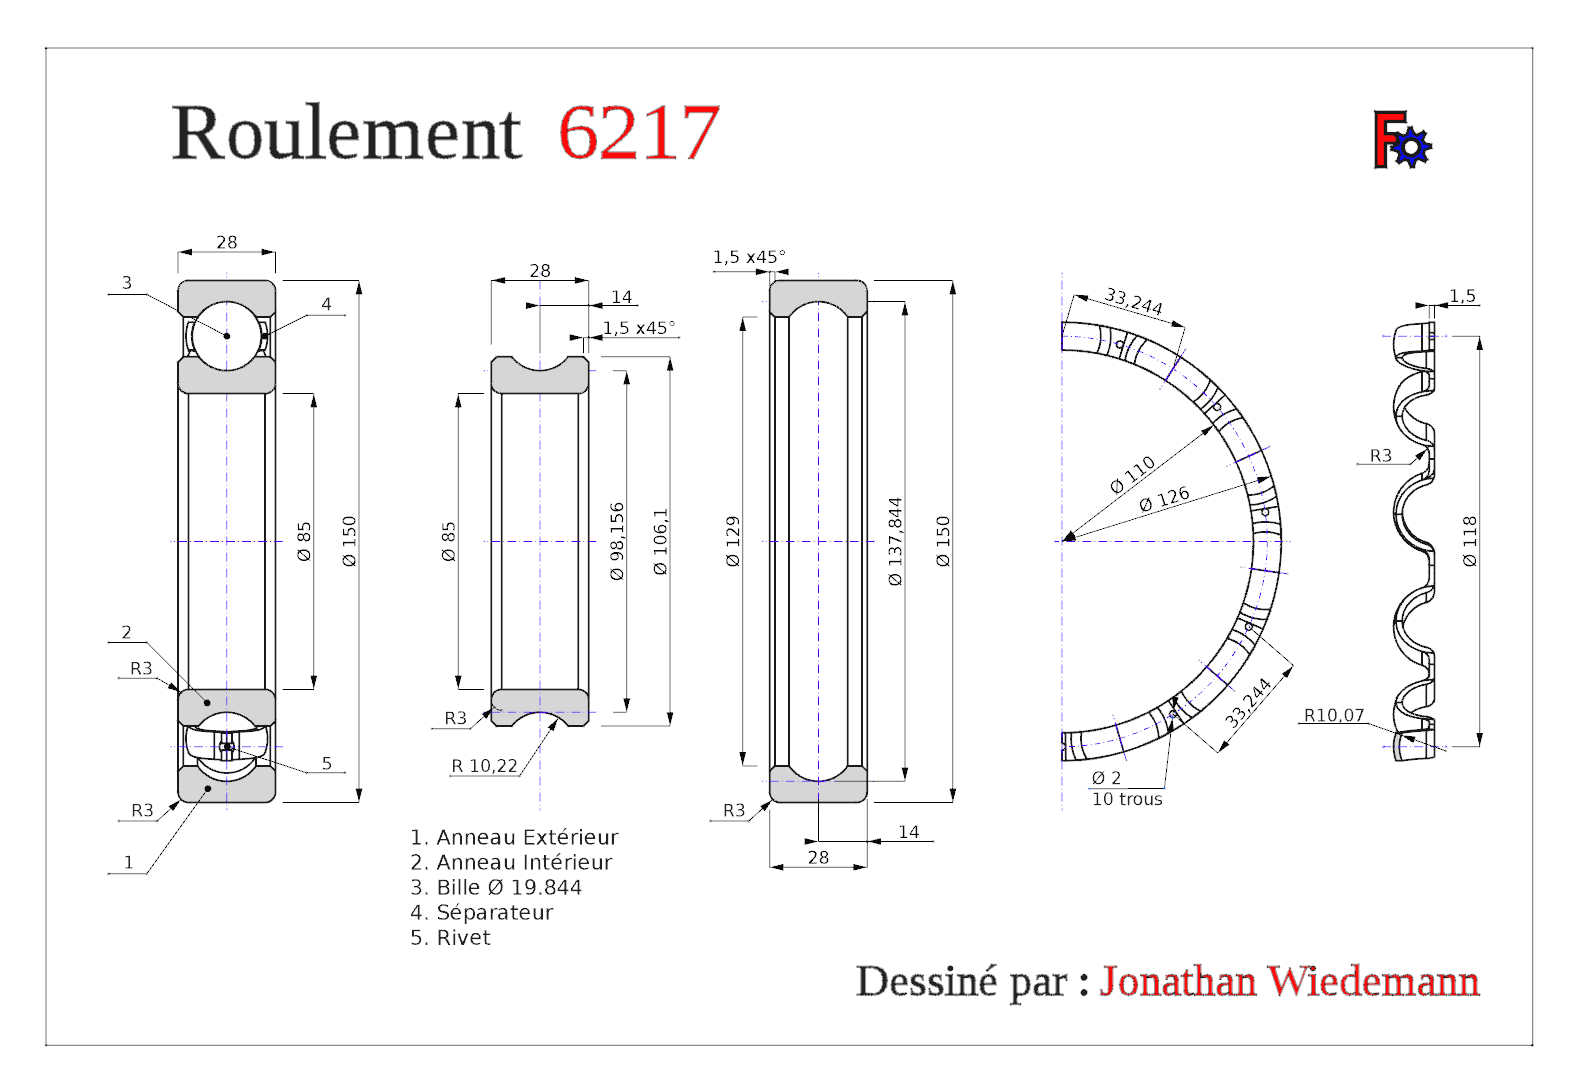 Roulement 6217
F
28
3
4
Ø 85
Ø 150
2
R3
5
R3
1
28
14
1,5 x45°
Ø 85
Ø 98,156
Ø 106,1
R3
R 10,22
1,5 x45°
Ø 129
Ø 137,844
Ø 150
R3
14
28
33,244
Ø 110
Ø 126
33,244
Ø 2
10 trous
1,5
R3
Ø 118
R10,07
1. Anneau Extérieur
2. Anneau Intérieur
3. Bille Ø 19.844
4. Séparateur
5. Rivet
Dessiné par : Jonathan Wiedemann